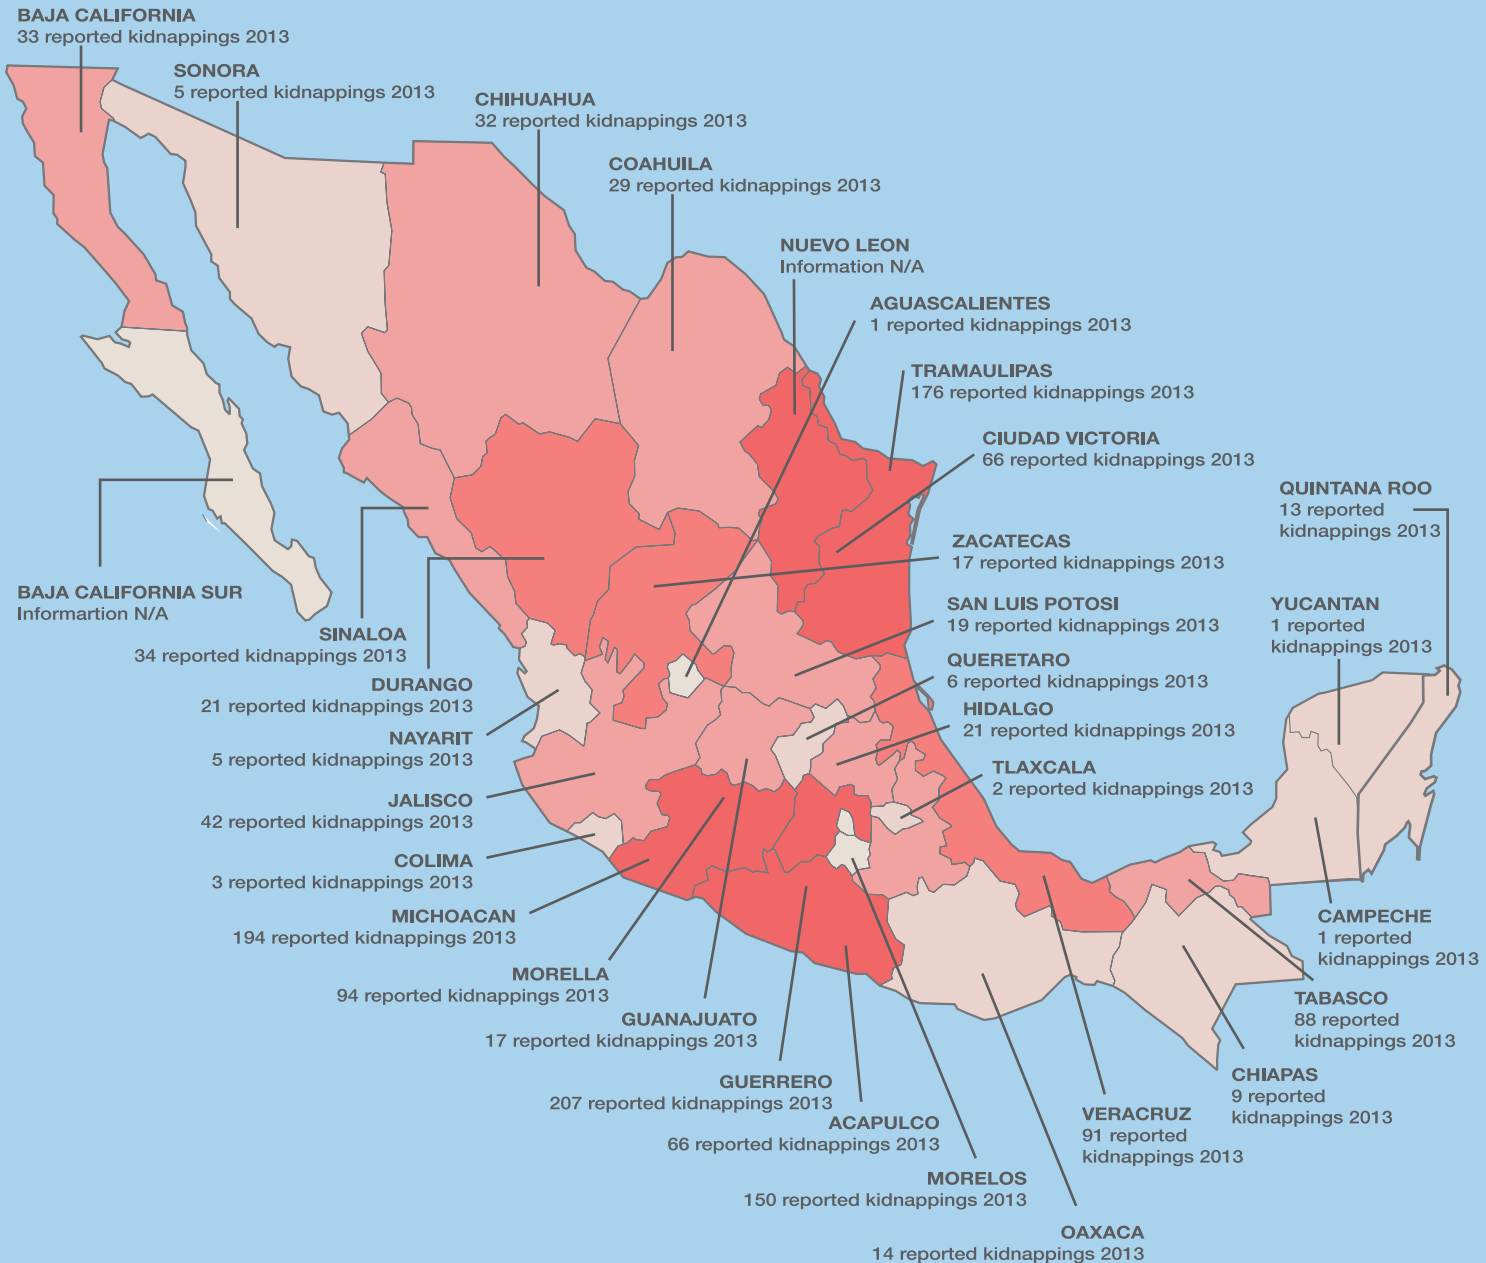 BAJA CALIFORNIA
33 reported kidnappings 2013
SONORA
5 reported kidnappings 2013
CHIHUAHUA
32 reported kidnappings 2013
COAHUILA
29 reported kidnappings 2013
NUEVO LEON
Information N/A
AGUASCALIENTES
1 reported kidnappings 2013
TRAMAULIPAS
176 reported kidnappings 2013
CIUDAD VICTORIA
66 reported kidnappings 2013
QUINTANA ROO
13 reported
kidnappings 2013
ZACATECAS
17 reported kidnappings 2013
SAN LUIS POTOSI
19 reported kidnappings 2013
YUCANTAN
1 reported
kidnappings 2013
QUERETARO
6 reported kidnappings 2013
HIDALGO
21 reported kidnappings 2013
TLAXCALA
2 reported kidnappings 2013
BAJA CALIFORNIA SUR
Informartion N/A
SINALOA
34 reported kidnappings 2013
DURANGO
21 reported kidnappings 2013
NAYARIT
5 reported kidnappings 2013
JALISCO
42 reported kidnappings 2013
COLIMA
3 reported kidnappings 2013
MICHOACAN
194 reported kidnappings 2013
MORELLA
94 reported kidnappings 2013
GUANAJUATO
17 reported kidnappings 2013
GUERRERO
207 reported kidnappings 2013
ACAPULCO
66 reported kidnappings 2013
MORELOS
150 reported kidnappings 2013
OAXACA
14 reported kidnappings 2013
VERACRUZ
91 reported
kidnappings 2013
CHIAPAS
9 reported
kidnappings 2013
TABASCO
88 reported
kidnappings 2013
CAMPECHE
1 reported
kidnappings 2013